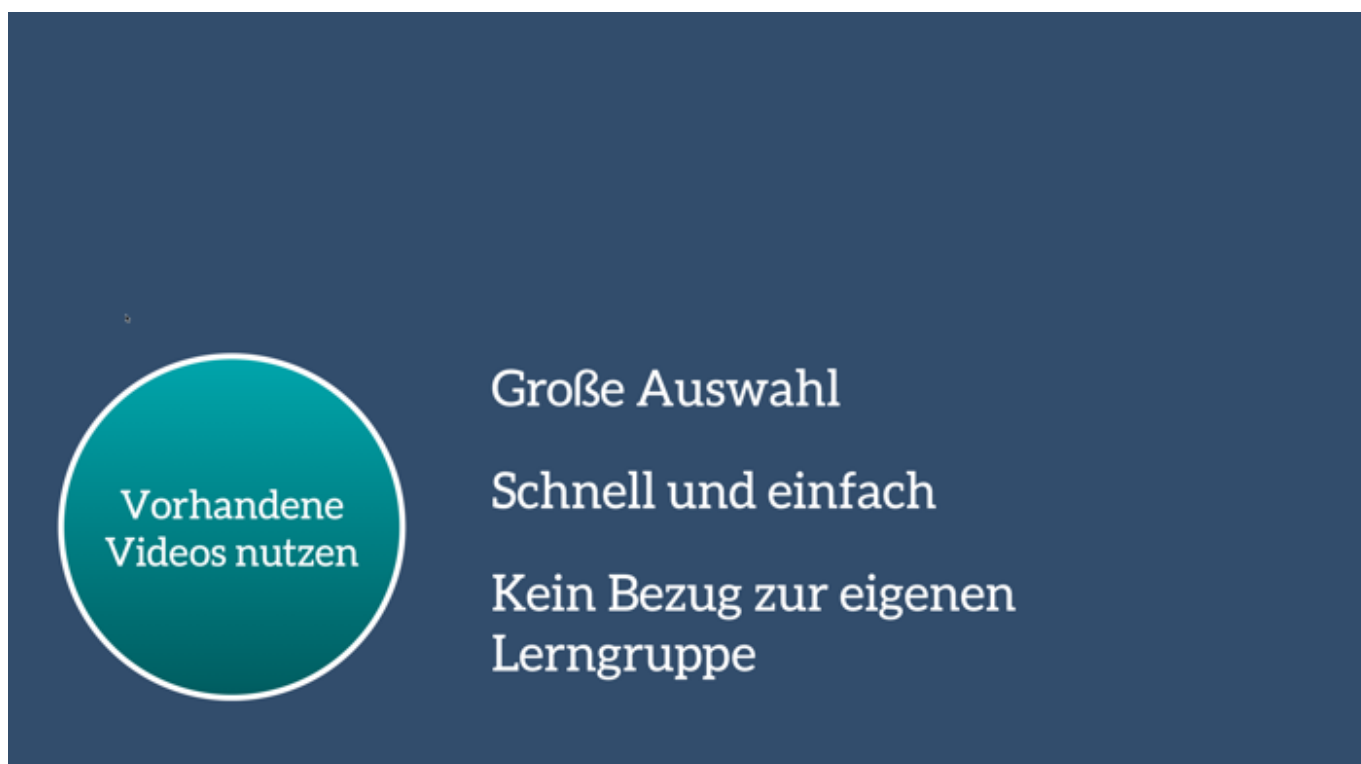 Vorhandene
Videos nutzen
Große Auswahl
Schnell und einfach
Kein Bezug zur eigenen
Lerngruppe